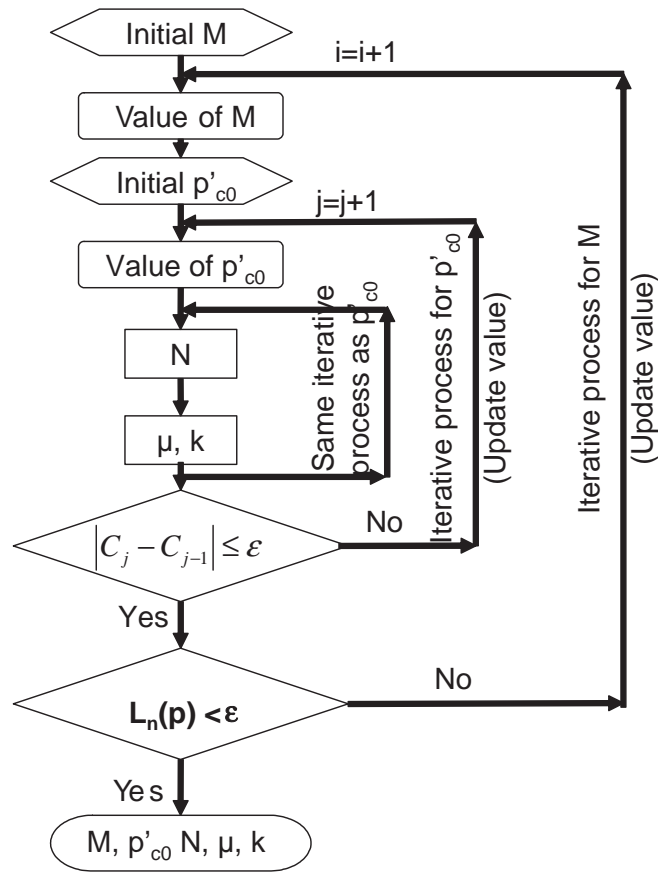 Initial M
i=i+1
Value of M
Initial p'c0
j=j+1
Value of p'c0
N
μ, k
Same iterative
process as p'c0
Iterative process for p'c0
(Update value)
Iterative process for M
(Update value)
|Cj − Cj−1| ≤ ε
No
Yes
Ln(p) < ε
No
Yes
M, p'c0 N, μ, k